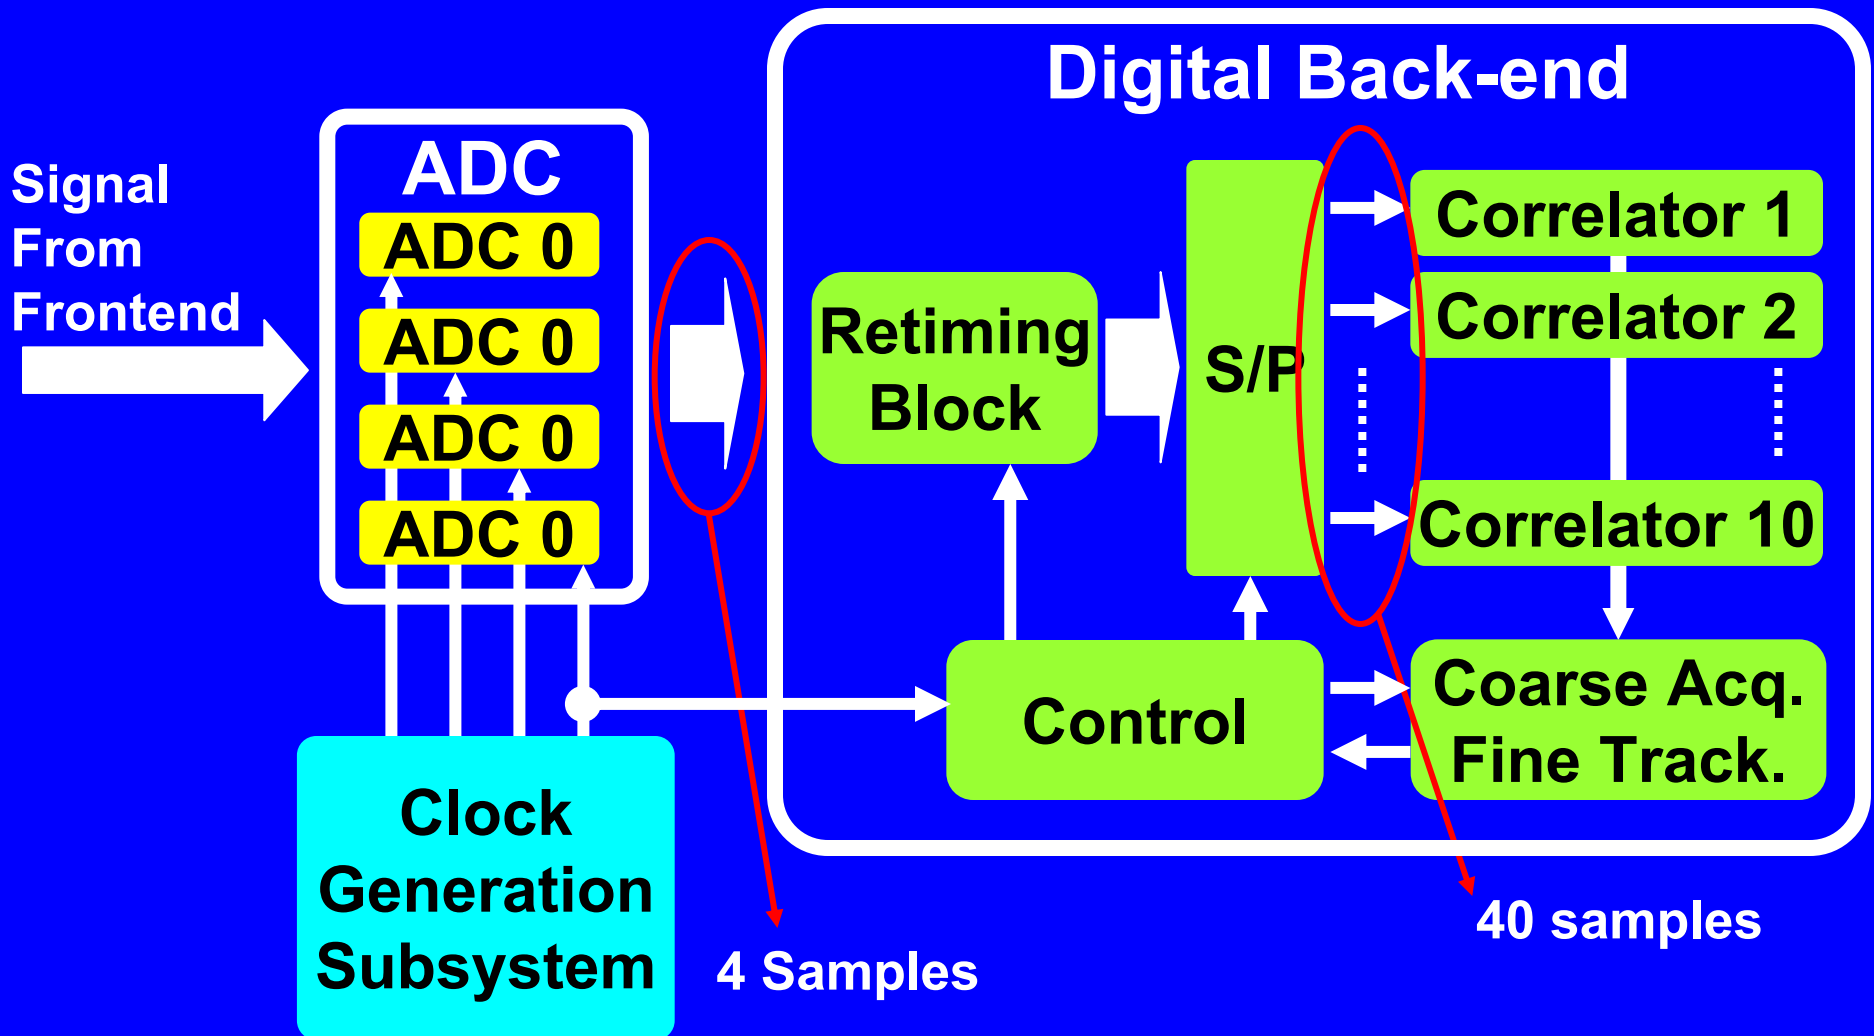 Digital Back-end
Signal
From
Frontend
ADC
ADC 0
ADC 0
ADC 0
ADC 0
Retiming
Block
S/P
Correlator 1
Correlator 2
Correlator 10
Control
Coarse Acq.
Fine Track.
Clock
Generation
Subsystem
4 Samples
40 samples